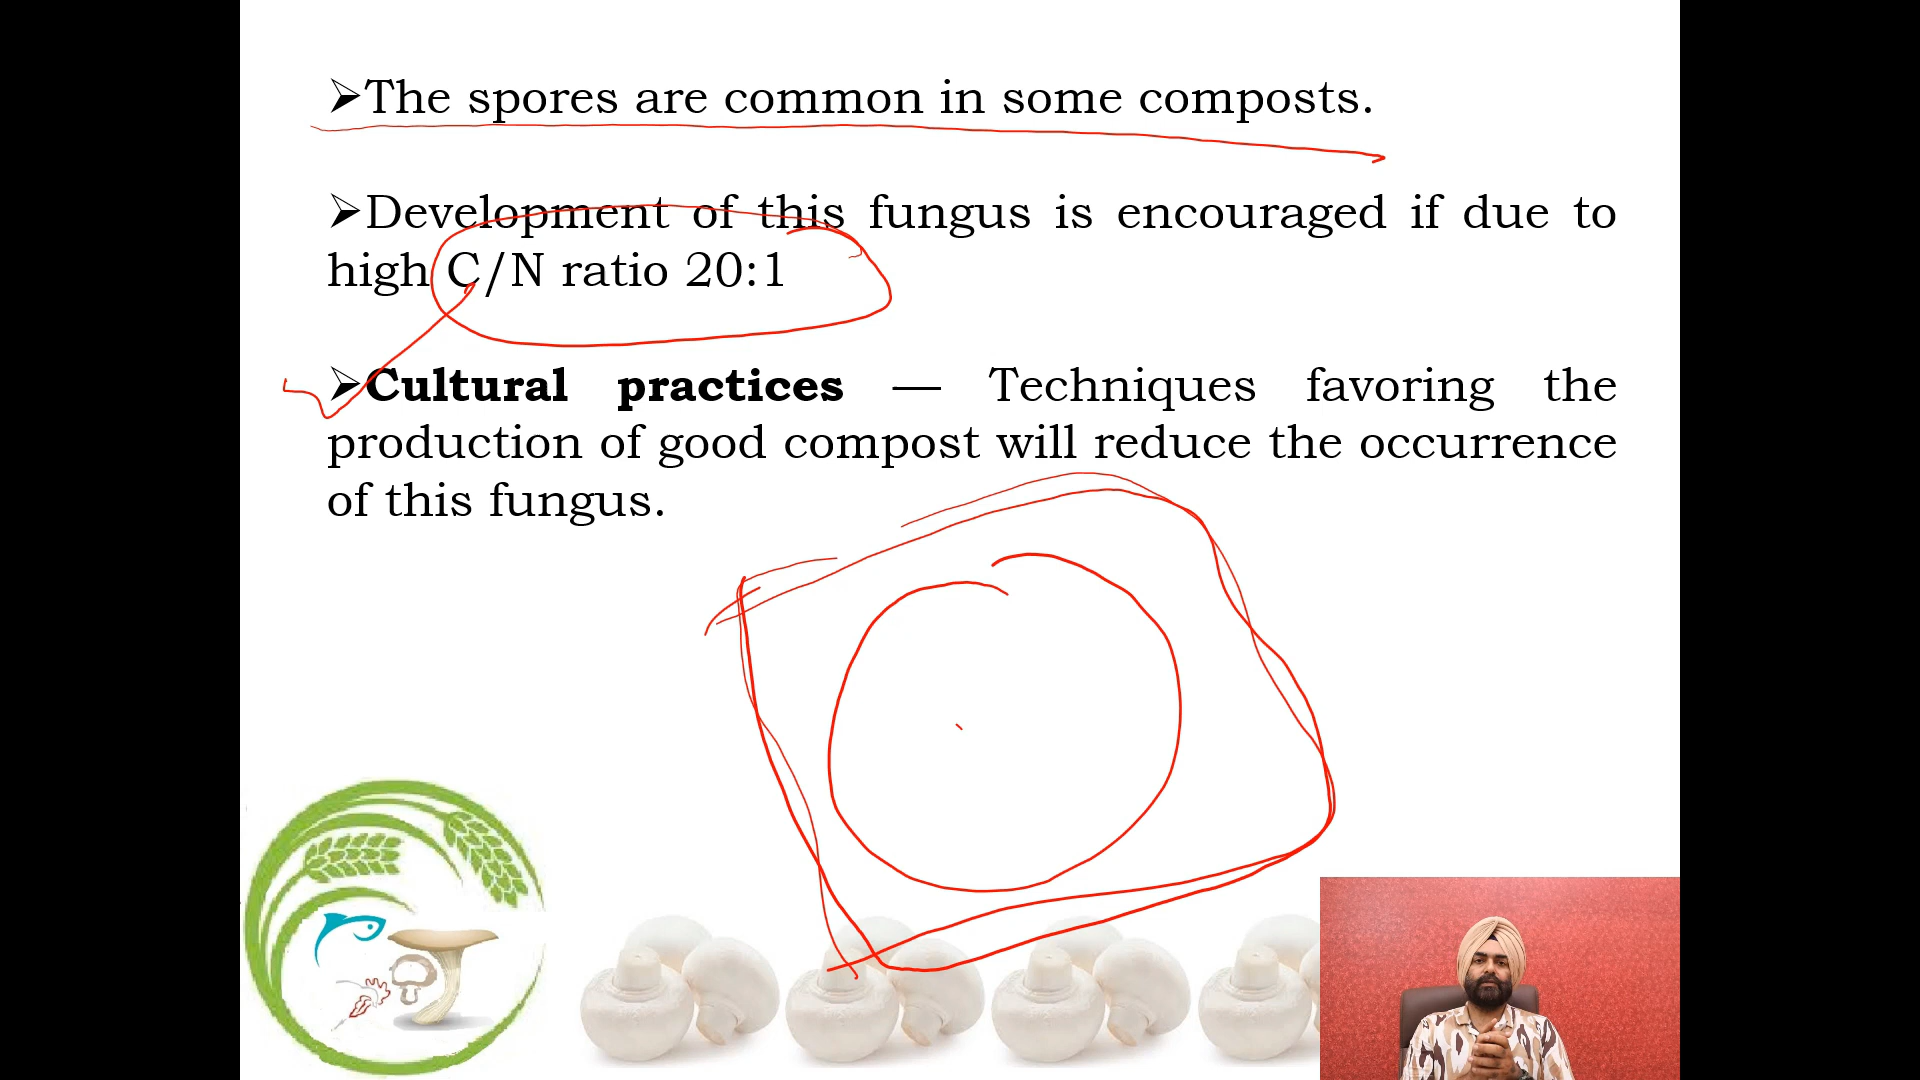 ➢The spores are common in some composts.
➢Development of this fungus is encouraged if due to
high C/N ratio 20:1
➢Cultural practices — Techniques favoring the
production of good compost will reduce the occurrence
of this fungus.